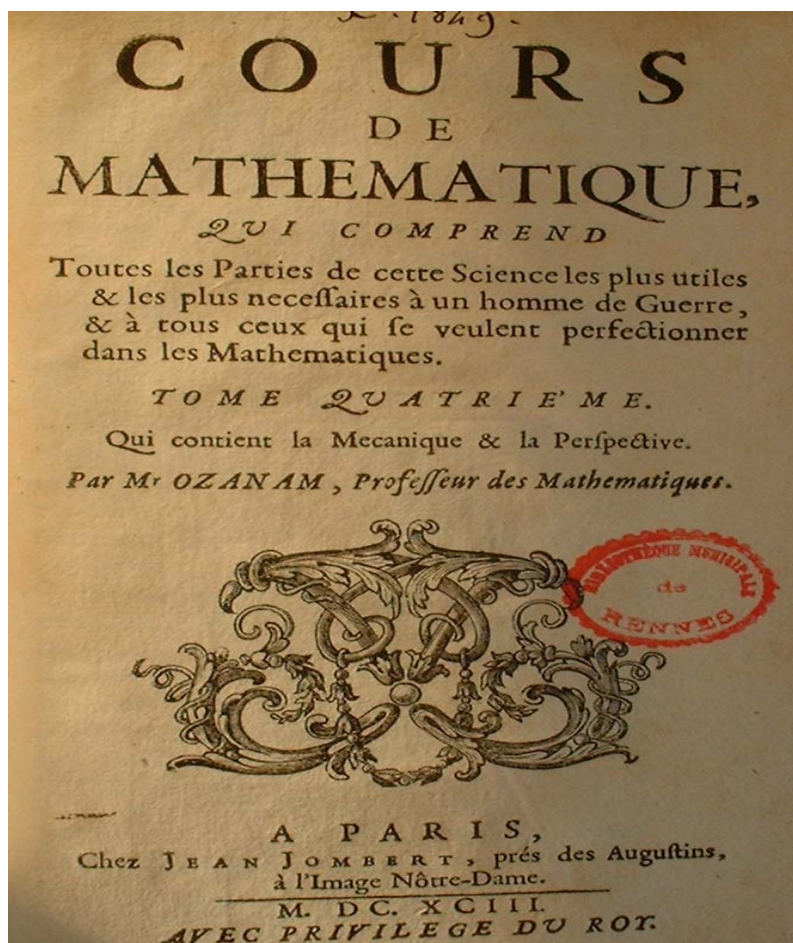 1849.
COURS
DE
MATHEMATIQUE,
QUI COMPREND
Toutes les Parties de cette Science les plus utiles
& les plus neceſſaires à un homme de Guerre,
& à tous ceux qui ſe veulent perfectionner
dans les Mathematiques.
TOME QUATRIE'ME.
Qui contient la Mecanique & la Perſpective.
Par Mr OZANAM, Profeſſeur des Mathematiques.
BIBLIOTHÈQUE MUNICIPALE
de
RENNES
A PARIS,
Chez JEAN JOMBERT, prés des Auguſtins,
à l'Image Nôtre-Dame.
M. DC. XCIII.
AVEC PRIVILEGE DU ROY.